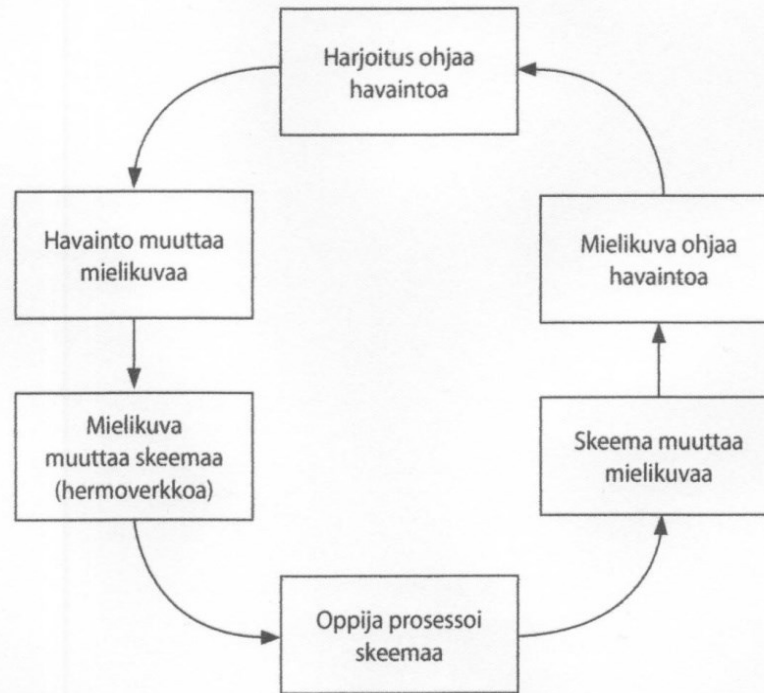 Harjoitus ohjaa
havaintoa
Havainto muuttaa
mielikuvaa
Mielikuva
muuttaa skeemaa
(hermoverkkoa)
Oppija prosessoi
skeemaa
Skeema muuttaa
mielikuvaa
Mielikuva ohjaa
havaintoa